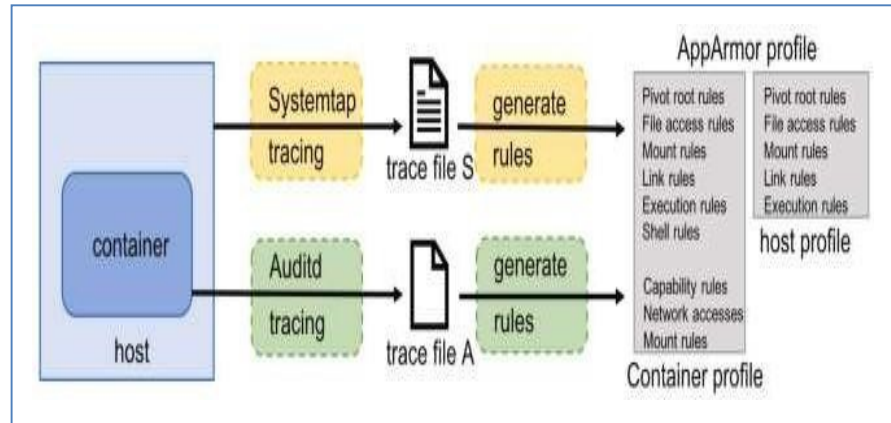 container
host
Systemtap
tracing
Auditd
tracing
trace file S
trace file A
generate
rules
generate
rules
AppArmor profile
Pivot root rules
File access rules
Mount rules
Link rules
Execution rules
Shell rules
Capability rules
Network accesses
Mount rules
Container profile
Pivot root rules
File access rules
Mount rules
Link rules
Execution rules
host profile